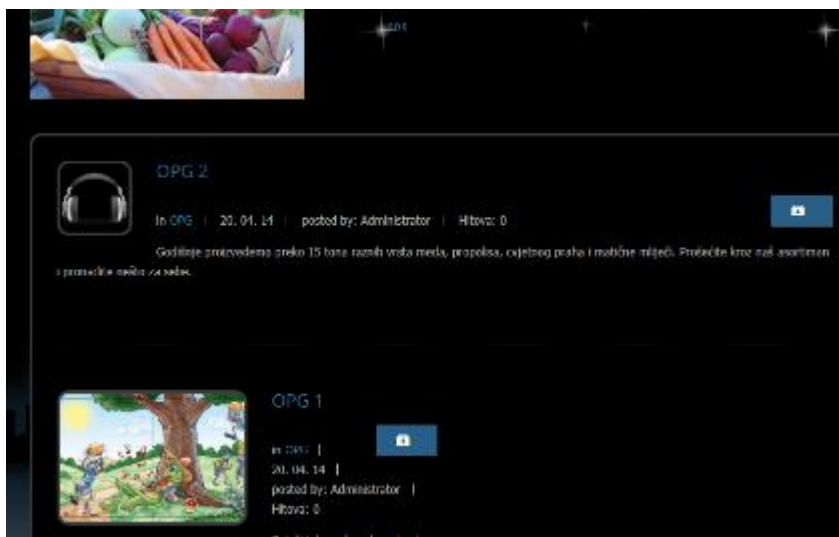 OPG 2
in OPG | 20. 04. 14 | posted by: Administrator | Hitova: 0
Godišnje proizvedemo preko 15 tona raznih vrsta meda, propolisa, cvjetnog praha i matične mliječi. Prošećite kroz naš asortiman
i pronađite nešto za sebe.
OPG 1
in OPG |
20. 04. 14 |
posted by: Administrator |
Hitova: 0